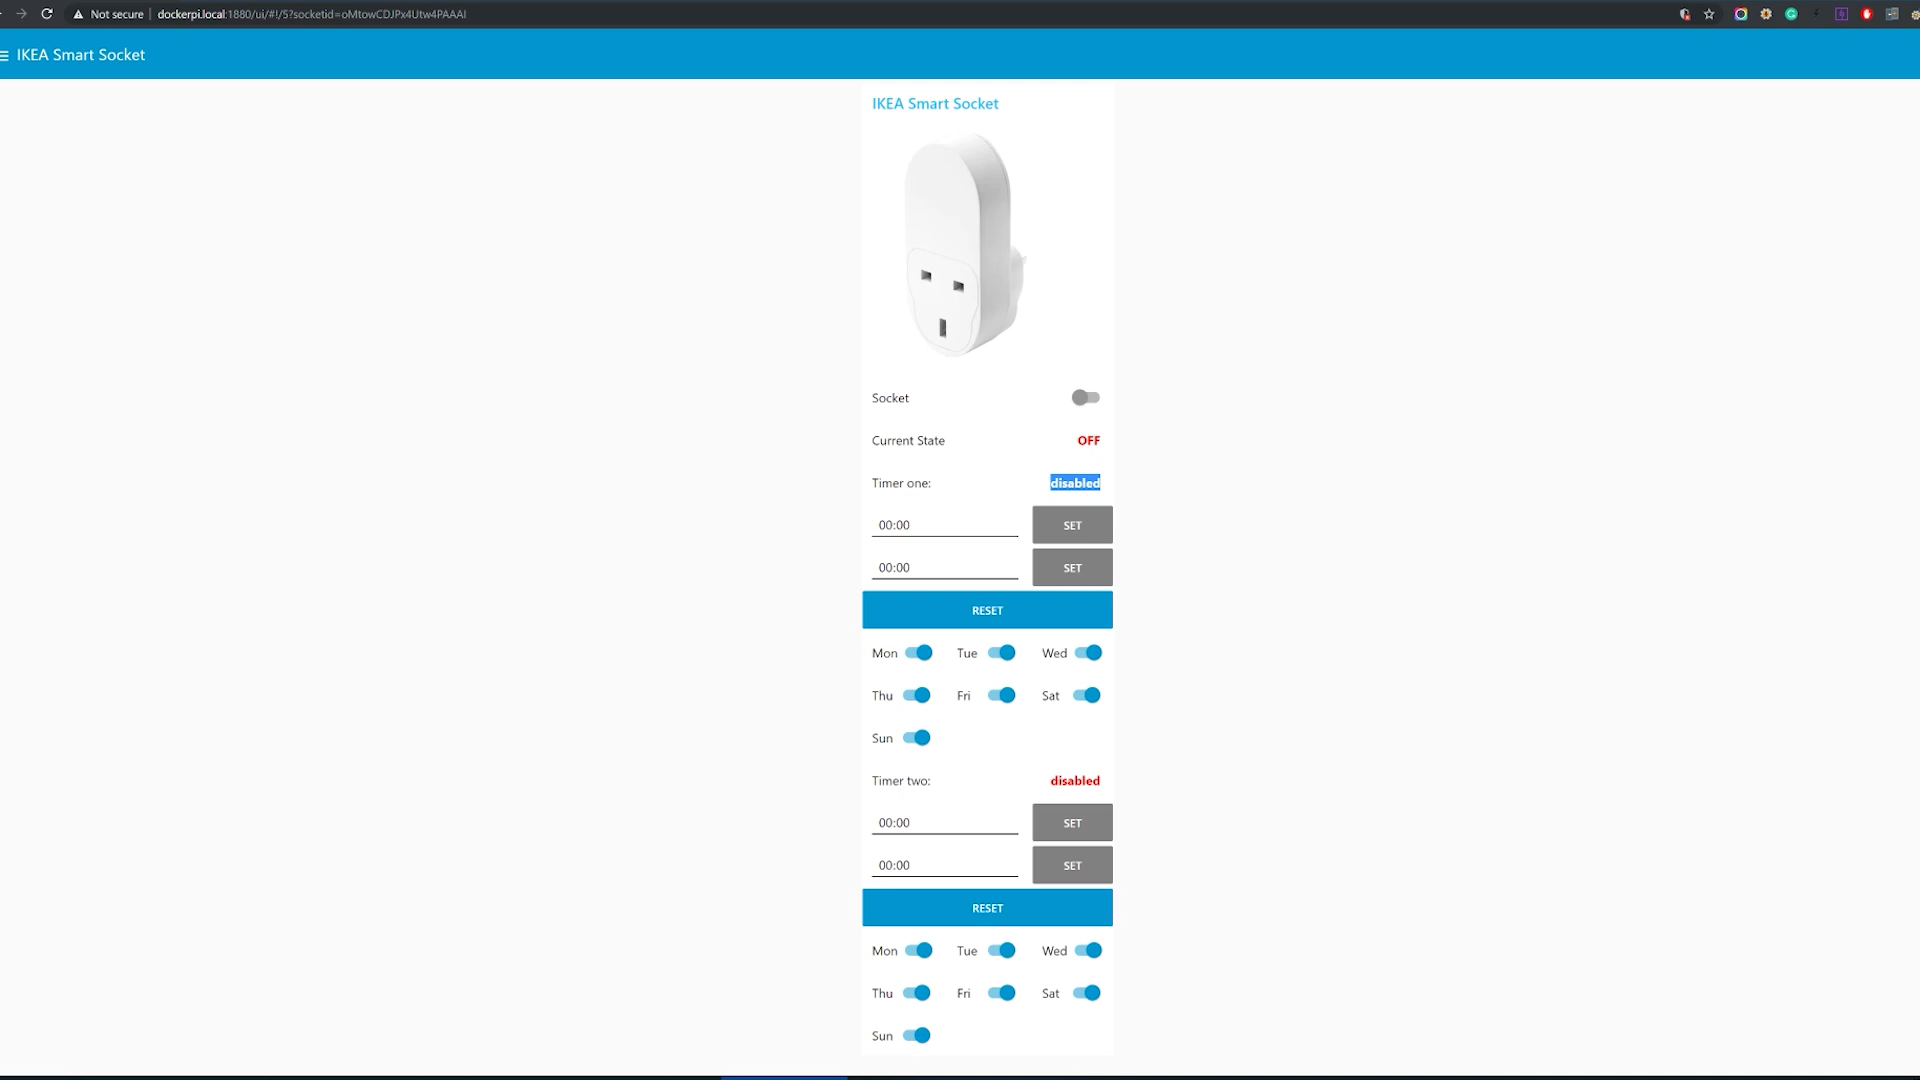 Not secure | dockerpi.local:1880/ui/#!/5?socketid=oMtowCDJPx4Utw4PAAAI
IKEA Smart Socket
IKEA Smart Socket
Socket
Current State OFF
Timer one: disabled
00:00 SET
00:00 SET
RESET
Mon Tue Wed
Thu Fri Sat
Sun
Timer two: disabled
00:00 SET
00:00 SET
RESET
Mon Tue Wed
Thu Fri Sat
Sun